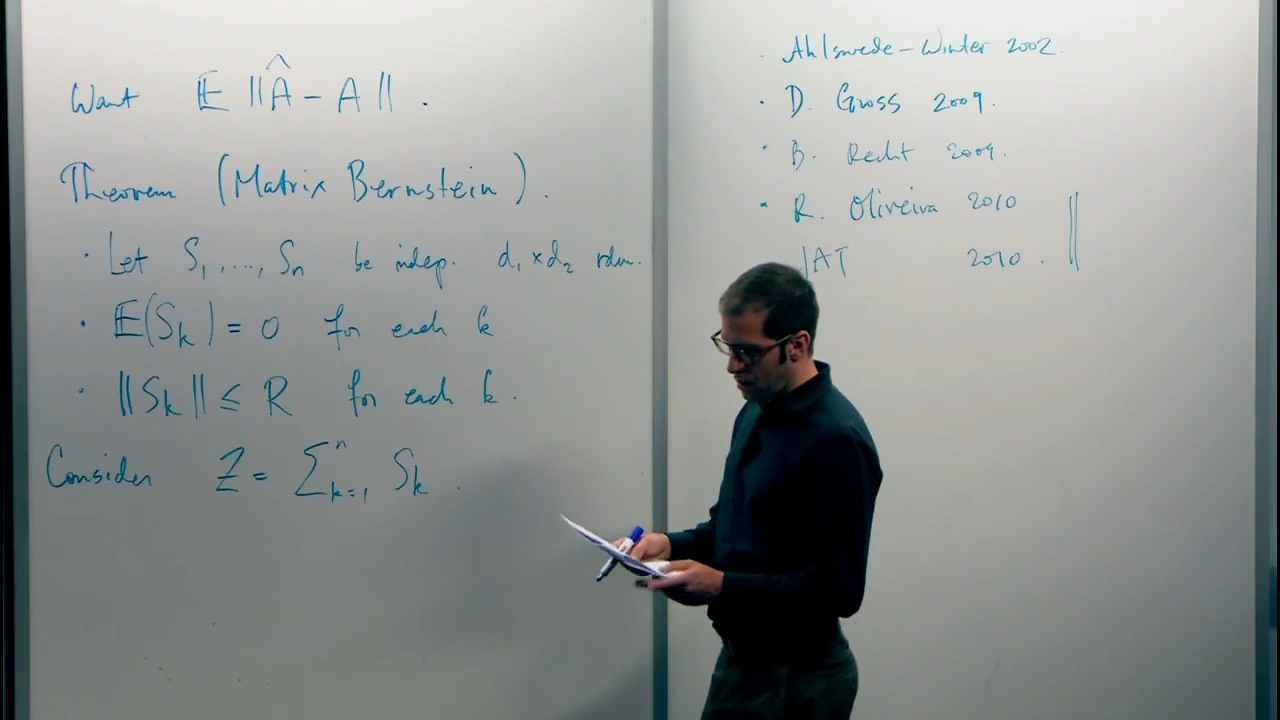 Want 𝔼 ‖Â − A‖ .
Theorem (Matrix Bernstein).
· Let S₁, ..., Sₙ be indep. d₁ × d₂ rdm.
· 𝔼(Sₖ) = 0 for each k
· ‖Sₖ‖ ≤ R for each k.
Consider Z = ∑ₖ₌₁ⁿ Sₖ .
· Ahlswede – Winter 2002
· D. Gross 2009.
· B. Recht 2009.
· R. Oliveira 2010
JAT 2010 .